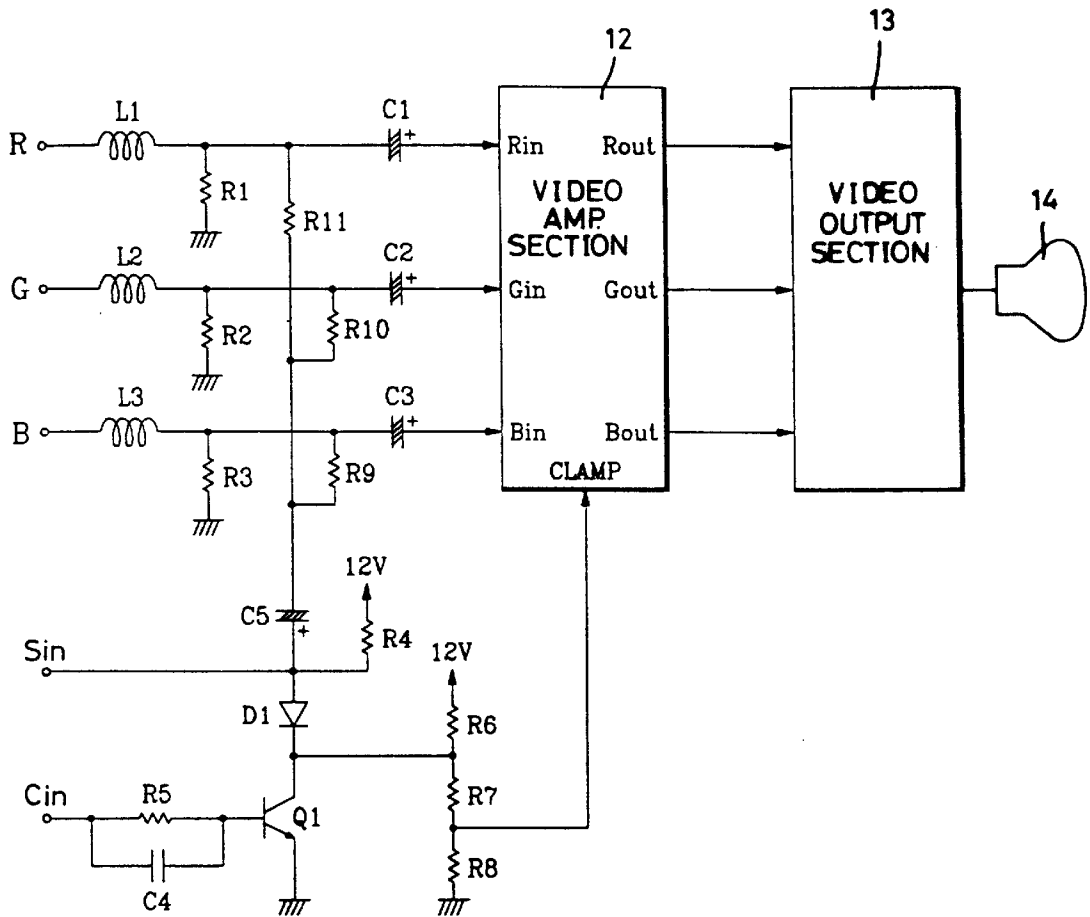 12
13
L1
C1
R
Rin
Rout
R1
R11
VIDEO
AMP.
SECTION
VIDEO
OUTPUT
SECTION
14
L2
C2
G
Gin
Gout
R2
R10
L3
C3
B
Bin
Bout
R3
R9
CLAMP
12V
C5
R4
Sin
12V
D1
R6
Cin
R5
Q1
R7
C4
R8